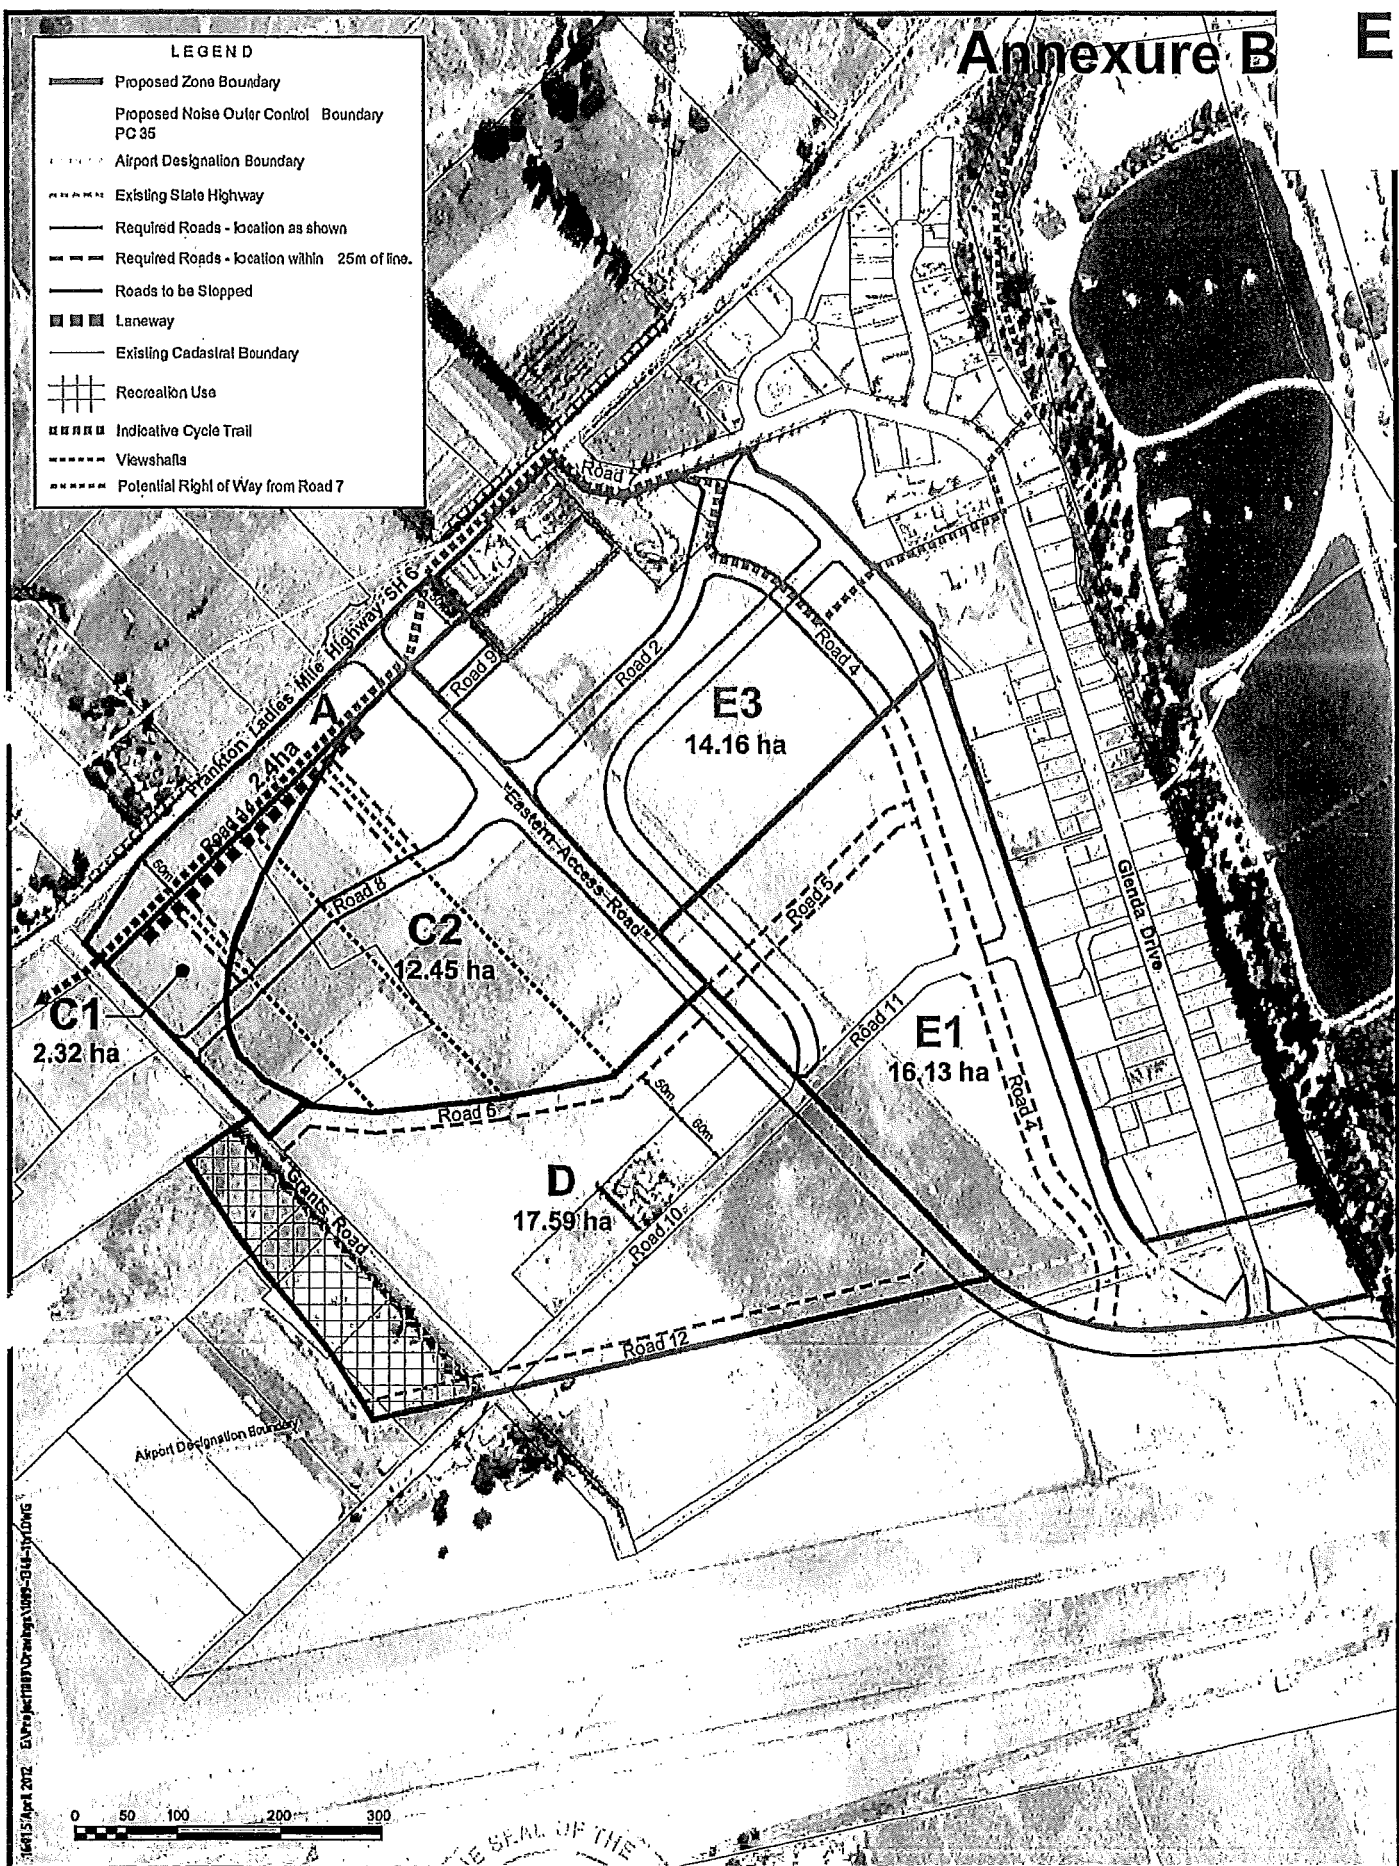 Annexure B
E
LEGEND
Proposed Zone Boundary
Proposed Noise Outer Control Boundary
PC 35
Airport Designation Boundary
Existing State Highway
Required Roads - location as shown
Required Roads - location within 25m of line.
Roads to be Stopped
Laneway
Existing Cadastral Boundary
Recreation Use
Indicative Cycle Trail
Viewshafts
Potential Right of Way from Road 7
Road
Frankton Ladies Mile Highway SH 6
A
2.4ha
Road 14
50m
Road 9
Road 2
Road 4
E3
14.16 ha
Eastern Access Road
Road 8
C2
12.45 ha
Road 5
Glenda Drive
C1
2.32 ha
Road 11
E1
16.13 ha
Road 4
Road 6
50m
60m
D
17.59 ha
Grants Road
Road 10
Road 12
Airport Designation Boundary
0 50 100 200 300
SEAL OF THE